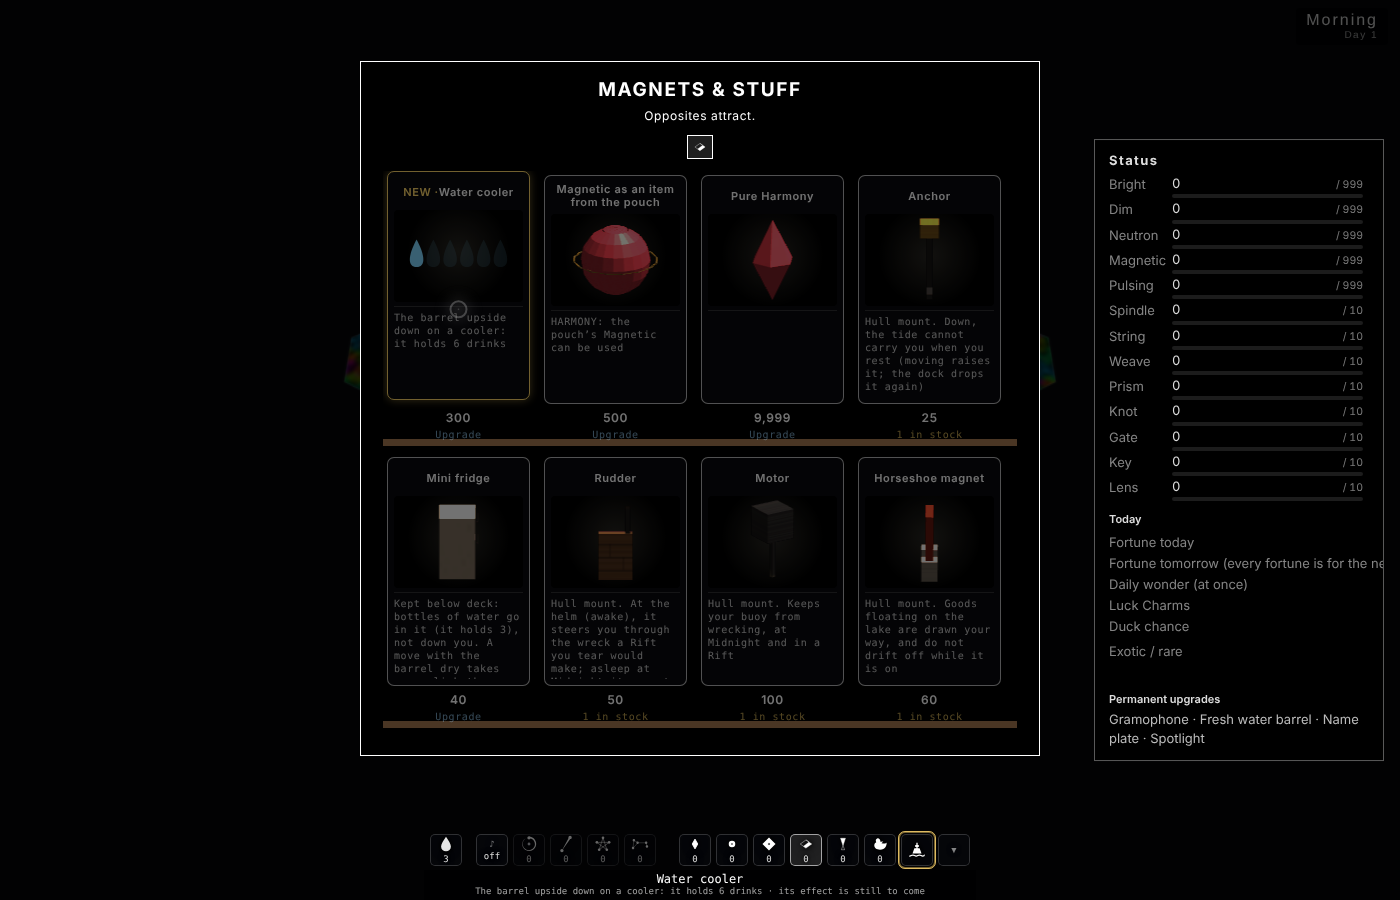 Morning
Day 1
MAGNETS & STUFF
Opposites attract.
NEW ·Water cooler
The barrel upside
down on a cooler:
it holds 6 drinks
300
Upgrade
Magnetic as an item
from the pouch
HARMONY: the
pouch's Magnetic
can be used
500
Upgrade
Pure Harmony
9,999
Upgrade
Anchor
Hull mount. Down,
the tide cannot
carry you when you
rest (moving raises
it; the dock drops
it again)
25
1 in stock
Mini fridge
Kept below deck:
bottles of water go
in it (it holds 3),
not down you. A
move with the
barrel dry takes
40
Upgrade
Rudder
Hull mount. At the
helm (awake), it
steers you through
the wreck a Rift
you tear would
make; asleep at
50
1 in stock
Motor
Hull mount. Keeps
your buoy from
wrecking, at
Midnight and in a
Rift
100
1 in stock
Horseshoe magnet
Hull mount. Goods
floating on the
lake are drawn your
way, and do not
drift off while it
is on
60
1 in stock
Status
Bright 0 / 999
Dim 0 / 999
Neutron 0 / 999
Magnetic 0 / 999
Pulsing 0 / 999
Spindle 0 / 10
String 0 / 10
Weave 0 / 10
Prism 0 / 10
Knot 0 / 10
Gate 0 / 10
Key 0 / 10
Lens 0 / 10
Today
Fortune today
Fortune tomorrow (every fortune is for the ne
Daily wonder (at once)
Luck Charms
Duck chance
Exotic / rare
Permanent upgrades
Gramophone · Fresh water barrel · Name
plate · Spotlight
3 off 0 0 0 0 0 0 0 0 0 0
Water cooler
The barrel upside down on a cooler: it holds 6 drinks · its effect is still to come